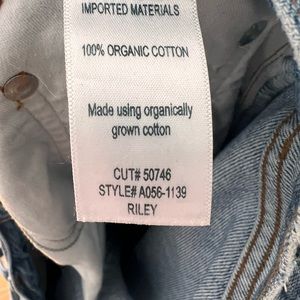 IMPORTED MATERIALS
100% ORGANIC COTTON
Made using organically
grown cotton
CUT# 50746
STYLE# A056-1139
RILEY